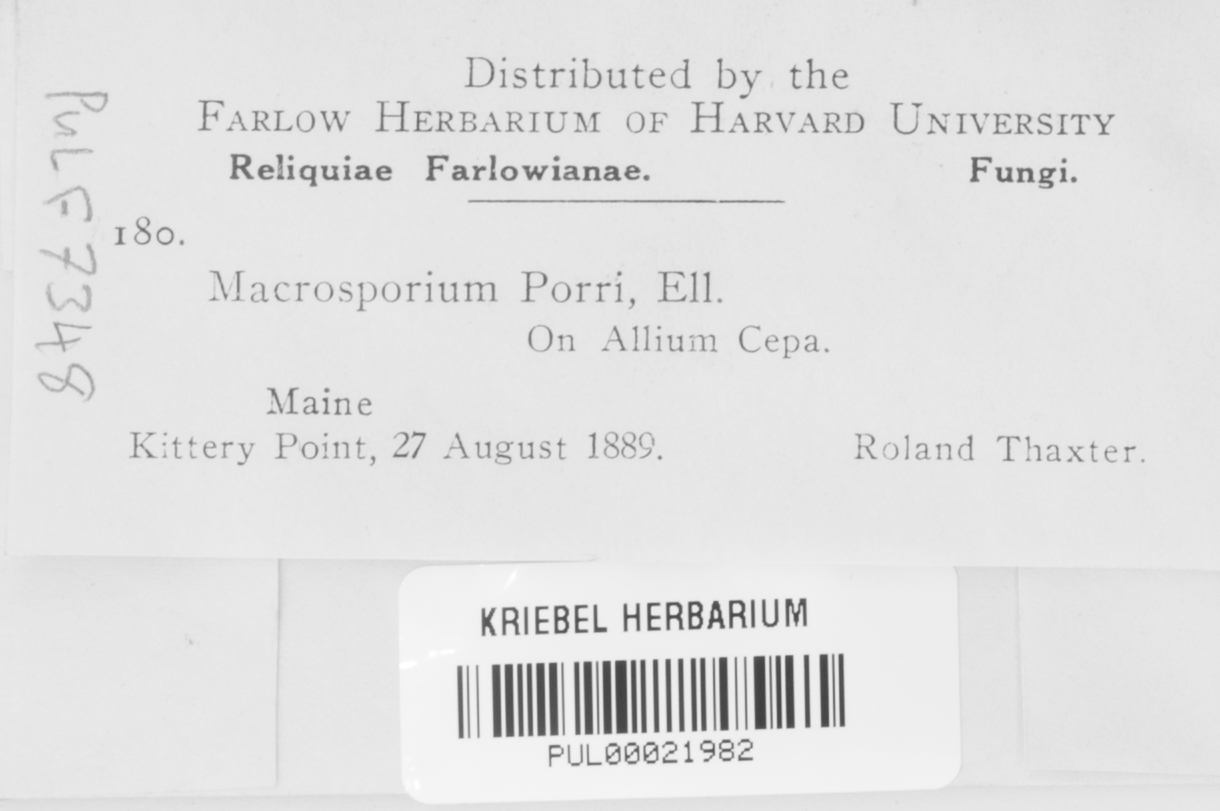 Distributed by the
FARLOW HERBARIUM OF HARVARD UNIVERSITY
Reliquiae Farlowianae. Fungi.
180.
Macrosporium Porri, Ell.
On Allium Cepa.
Maine
Kittery Point, 27 August 1889. Roland Thaxter.
PUL F7348
KRIEBEL HERBARIUM
PUL00021982